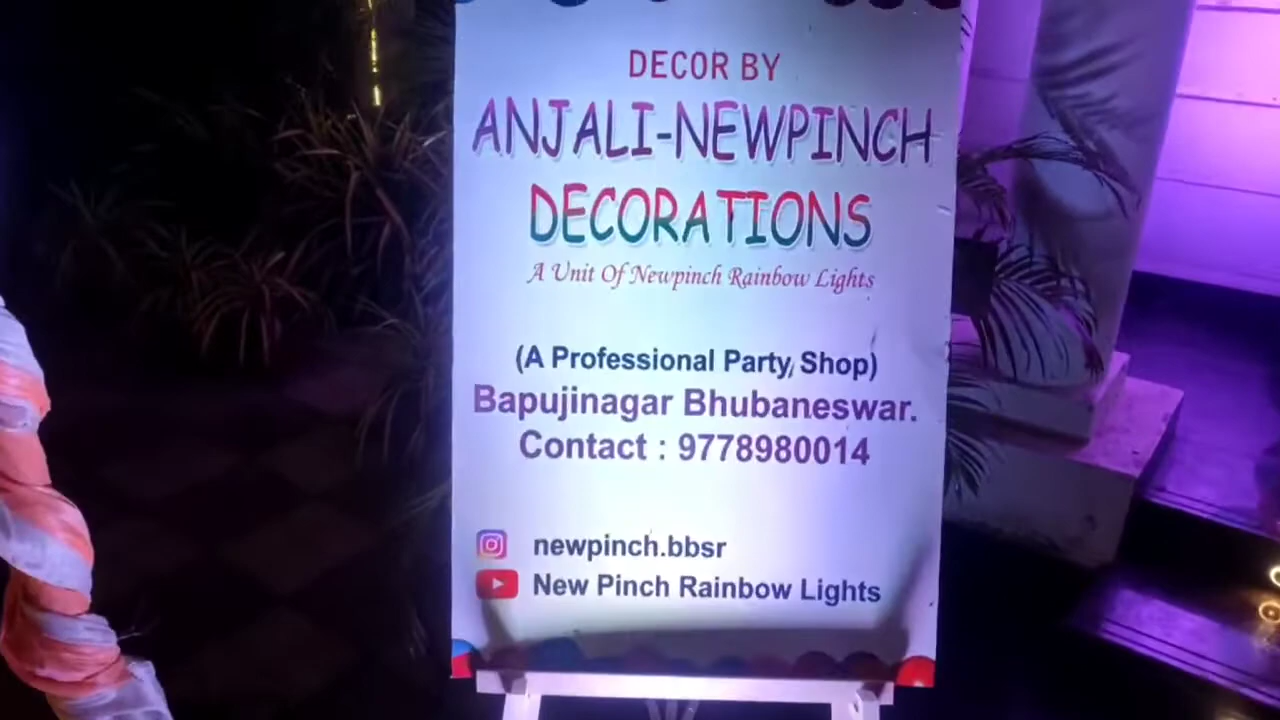 DECOR BY
ANJALI-NEWPINCH
DECORATIONS
A Unit Of Newpinch Rainbow Lights
(A Professional Party, Shop)
Bapujinagar Bhubaneswar.
Contact : 9778980014
newpinch.bbsr
New Pinch Rainbow Lights